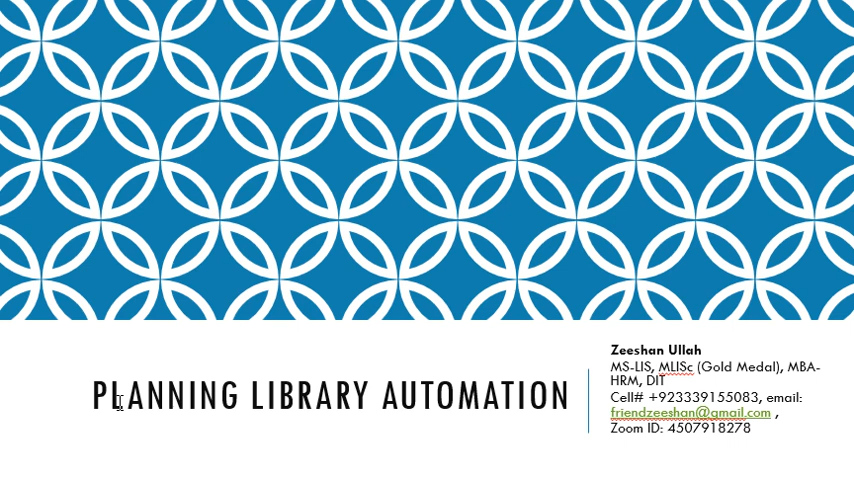 PLANNING LIBRARY AUTOMATION
Zeeshan Ullah
MS-LIS, MLISc (Gold Medal), MBA-
HRM, DIT
Cell# +923339155083, email:
friendzeeshan@gmail.com ,
Zoom ID: 4507918278